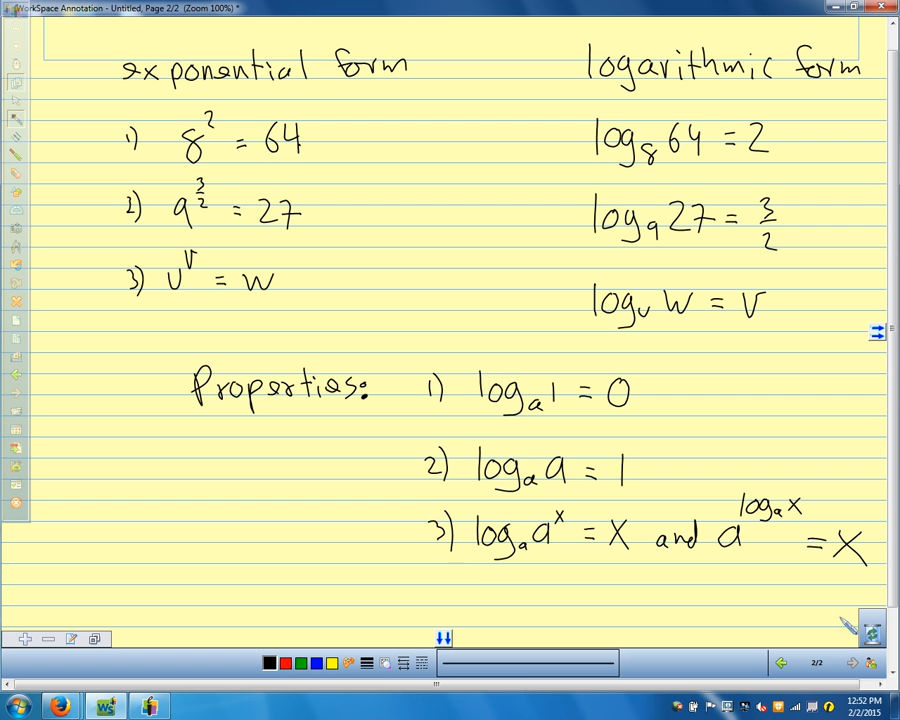 WorkSpace Annotation - Untitled, Page 2/2 (Zoom 100%) *
exponential form logarithmic form
1) 8^2 = 64 log_8 64 = 2
2) 9^(3/2) = 27 log_9 27 = 3/2
3) u^v = w log_u w = v
Properties: 1) log_a 1 = 0
2) log_a a = 1
3) log_a a^x = x and a^(log_a x) = x
2/2
12:52 PM
2/2/2015